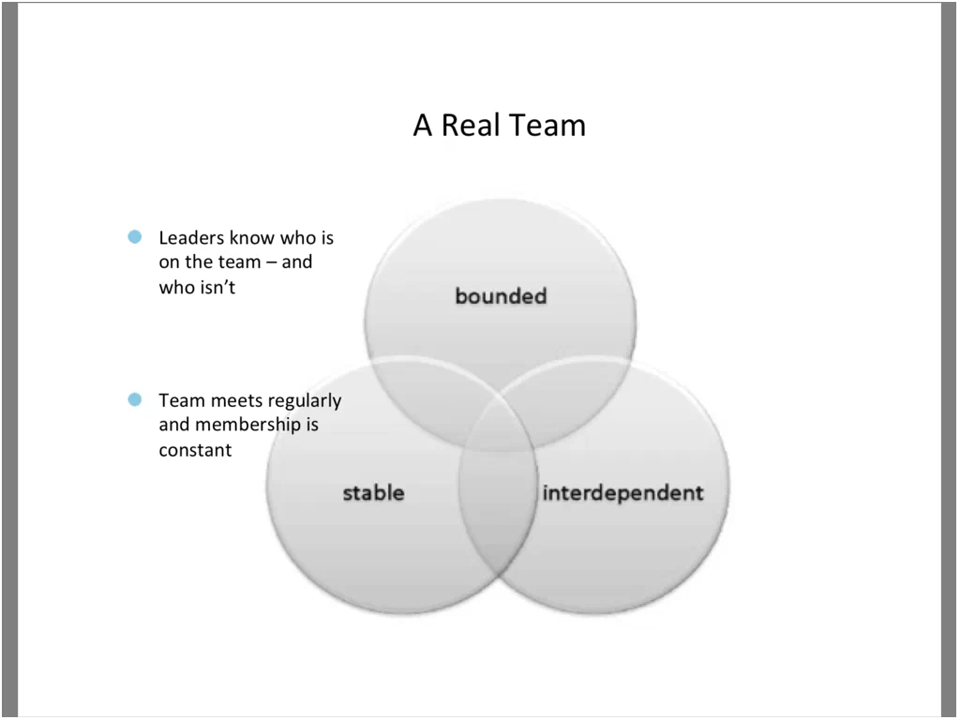 A Real Team
Leaders know who is
on the team – and
who isn’t
bounded
Team meets regularly
and membership is
constant
stable
interdependent